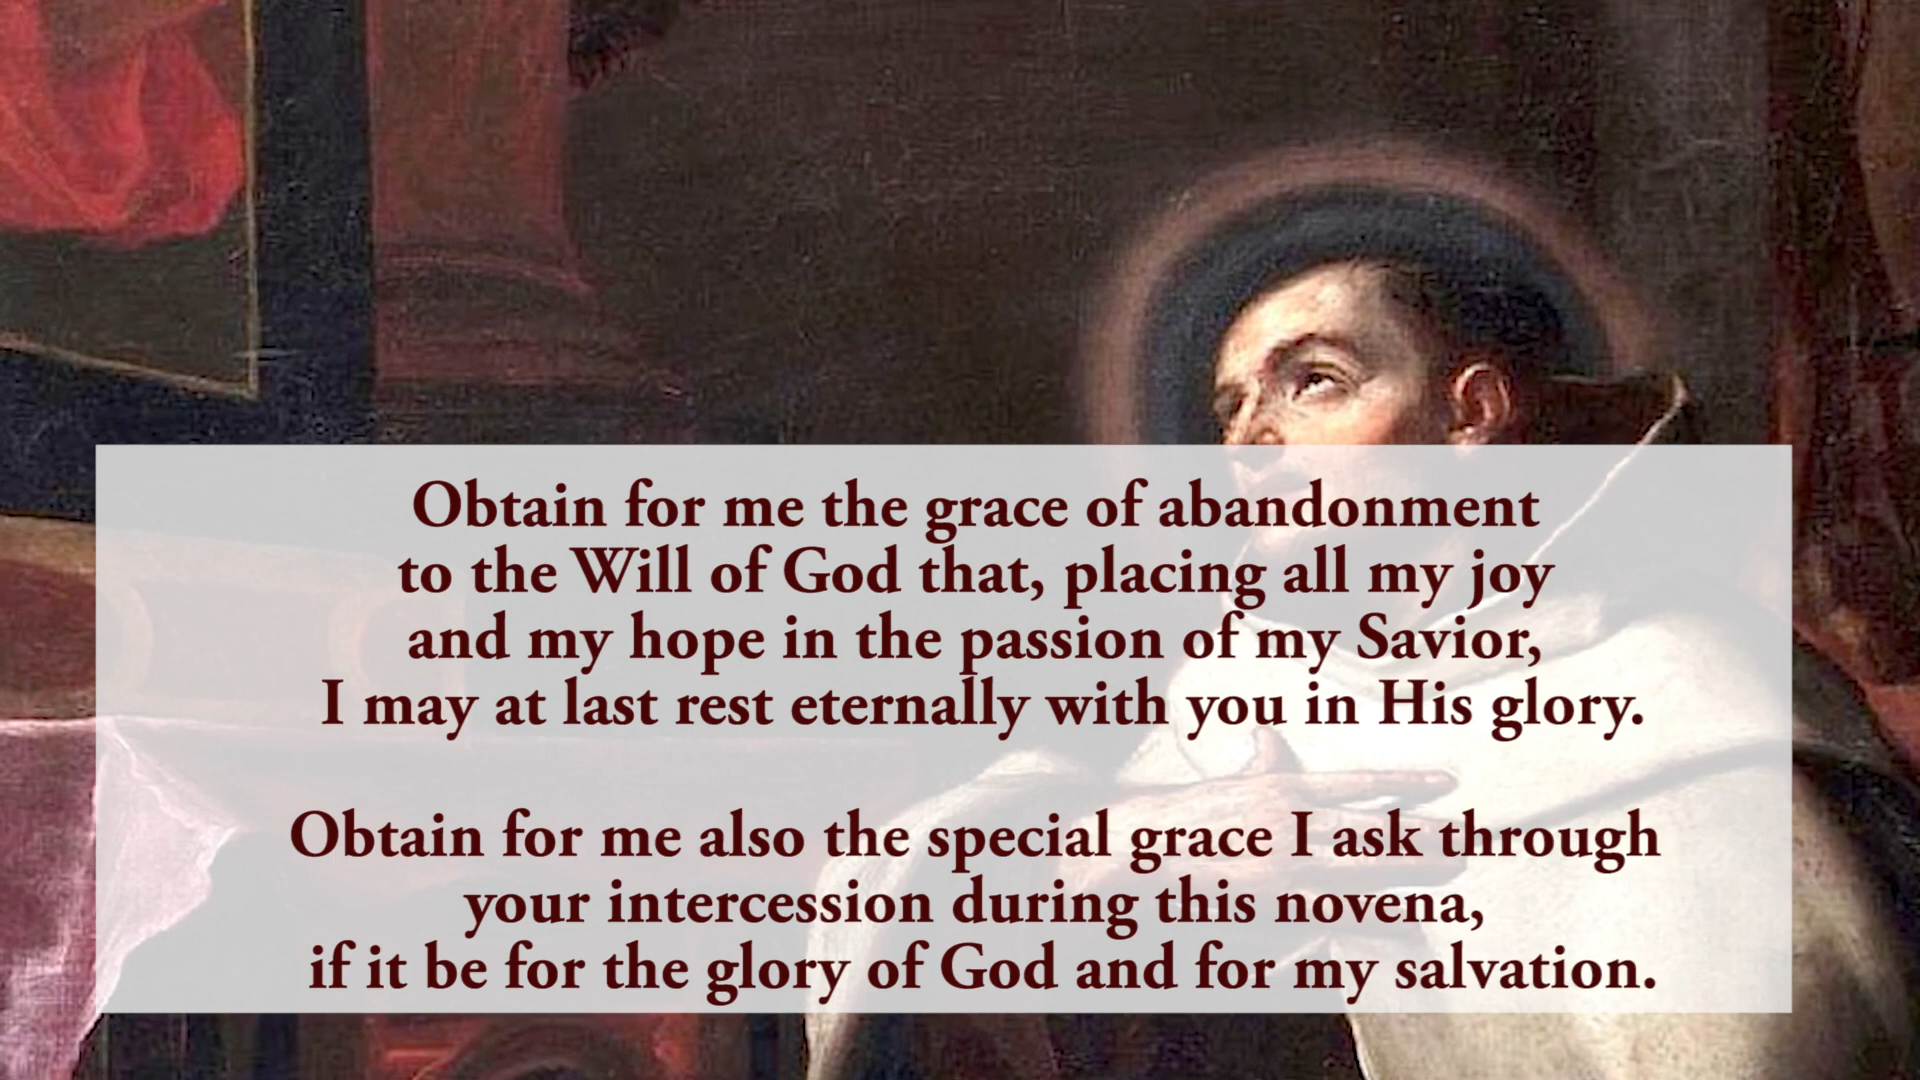 Obtain for me the grace of abandonment
to the Will of God that, placing all my joy
and my hope in the passion of my Savior,
I may at last rest eternally with you in His glory.
Obtain for me also the special grace I ask through
your intercession during this novena,
if it be for the glory of God and for my salvation.